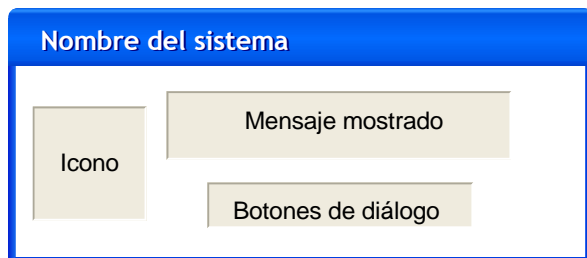 Nombre del sistema
Mensaje mostrado
Icono
Botones de diálogo